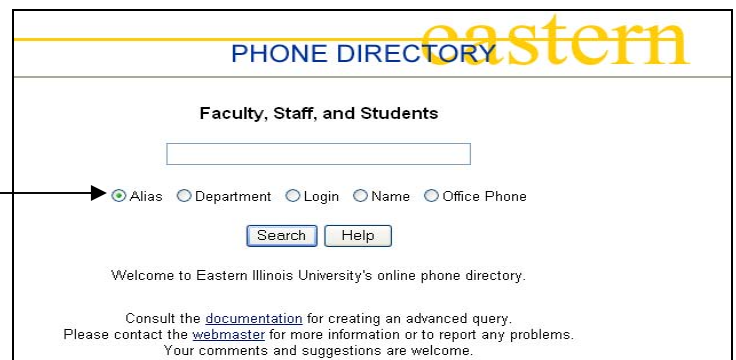 eastern
PHONE DIRECTORY
Faculty, Staff, and Students
Alias Department Login Name Office Phone
Search Help
Welcome to Eastern Illinois University's online phone directory.
Consult the documentation for creating an advanced query.
Please contact the webmaster for more information or to report any problems.
Your comments and suggestions are welcome.